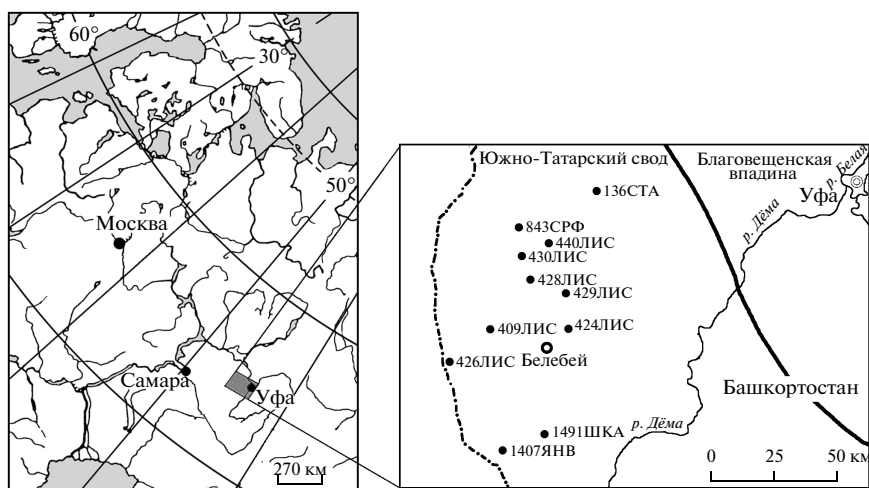 60°
30°
50°
Москва
Самара
Уфа
270 км
Южно-Татарский свод
Благовещенская
впадина
р. Белая
Уфа
136СТА
р. Дёма
843СРФ
440ЛИС
430ЛИС
428ЛИС
429ЛИС
409ЛИС
424ЛИС
Белебей
426ЛИС
Башкортостан
1491ШКА
р. Дёма
1407ЯНВ
0 25 50 км